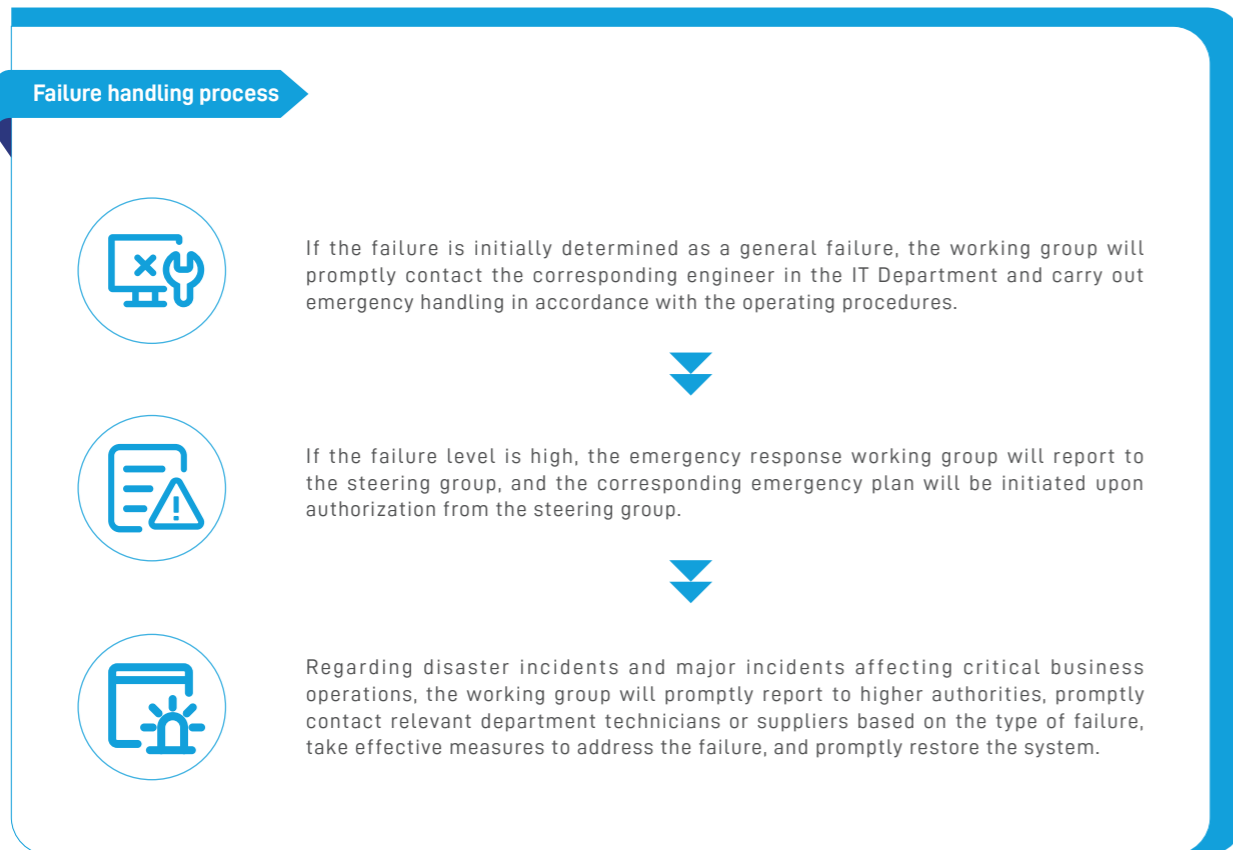 Failure handling process
If the failure is initially determined as a general failure, the working group will
promptly contact the corresponding engineer in the IT Department and carry out
emergency handling in accordance with the operating procedures.
If the failure level is high, the emergency response working group will report to
the steering group, and the corresponding emergency plan will be initiated upon
authorization from the steering group.
Regarding disaster incidents and major incidents affecting critical business
operations, the working group will promptly report to higher authorities, promptly
contact relevant department technicians or suppliers based on the type of failure,
take effective measures to address the failure, and promptly restore the system.